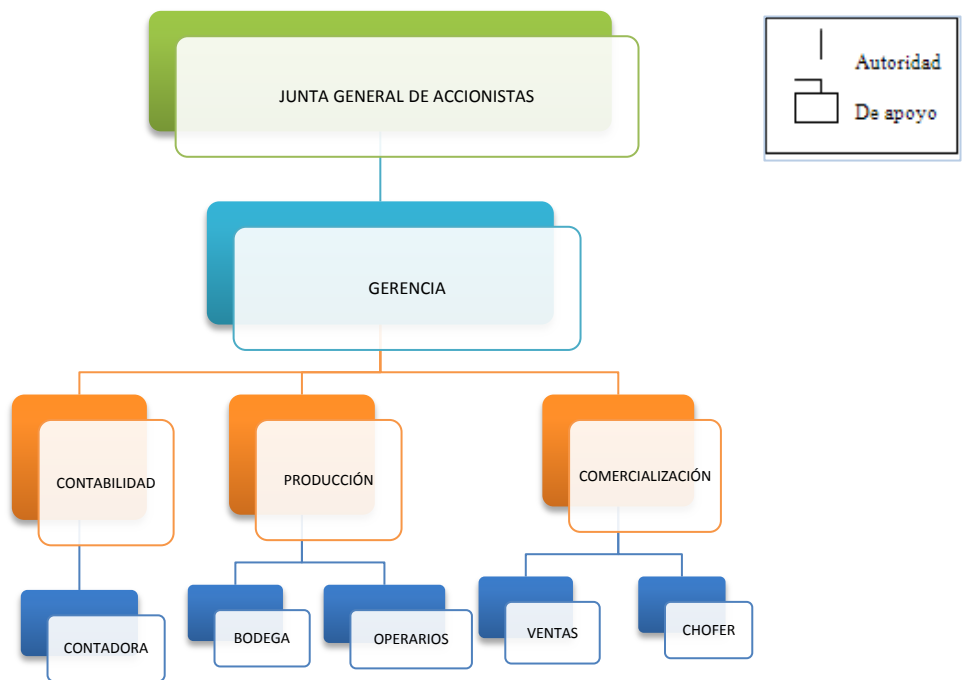 JUNTA GENERAL DE ACCIONISTAS
Autoridad
De apoyo
GERENCIA
CONTABILIDAD
PRODUCCIÓN
COMERCIALIZACIÓN
CONTADORA
BODEGA
OPERARIOS
VENTAS
CHOFER